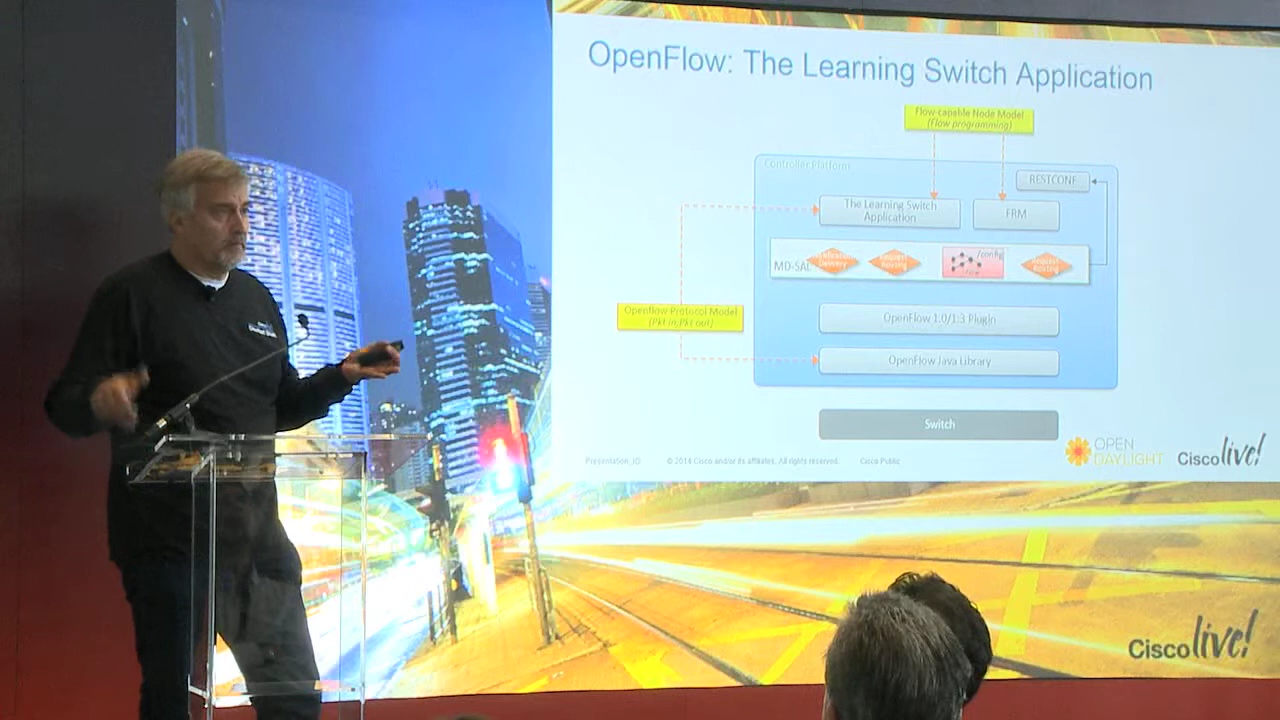 OpenFlow: The Learning Switch Application
Flow-capable Node Model
(Flow programming)
Controller Platform
RESTCONF
The Learning Switch
Application
FRM
MD-SAL
Notification
Delivery
Request
Routing
/config
Request
Routing
Openflow Protocol Model
(Pkt in,Pkt out)
OpenFlow 1.0/1:3 Plugin
OpenFlow Java Library
Switch
Presentation_ID
© 2014 Cisco and/or its affiliates. All rights reserved.
Cisco Public
OPEN
DAYLIGHT
Cisco live!
Cisco live!